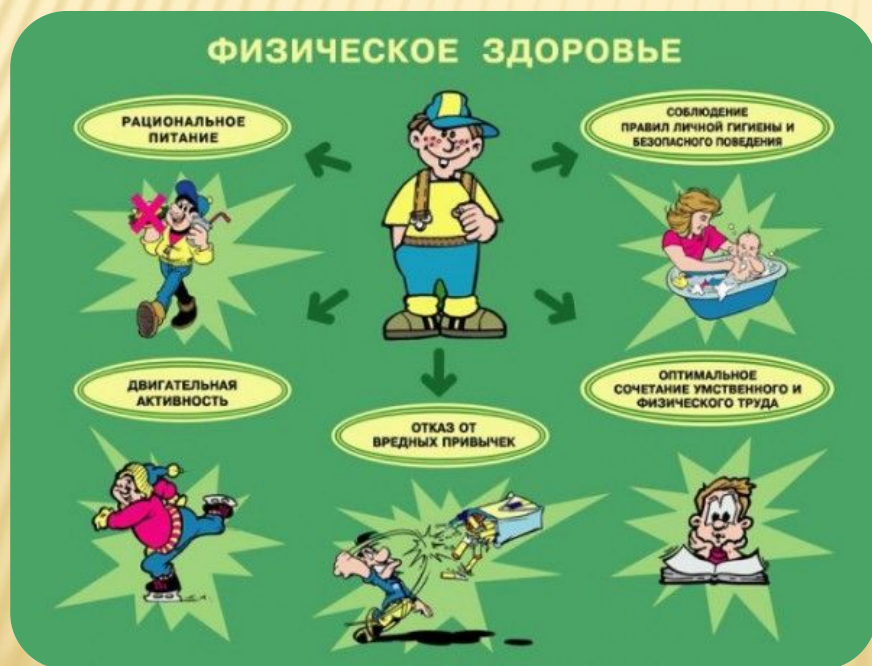 ФИЗИЧЕСКОЕ ЗДОРОВЬЕ
РАЦИОНАЛЬНОЕ
ПИТАНИЕ
СОБЛЮДЕНИЕ
ПРАВИЛ ЛИЧНОЙ ГИГИЕНЫ И
БЕЗОПАСНОГО ПОВЕДЕНИЯ
ДВИГАТЕЛЬНАЯ
АКТИВНОСТЬ
ОТКАЗ ОТ
ВРЕДНЫХ ПРИВЫЧЕК
ОПТИМАЛЬНОЕ
СОЧЕТАНИЕ УМСТВЕННОГО И
ФИЗИЧЕСКОГО ТРУДА